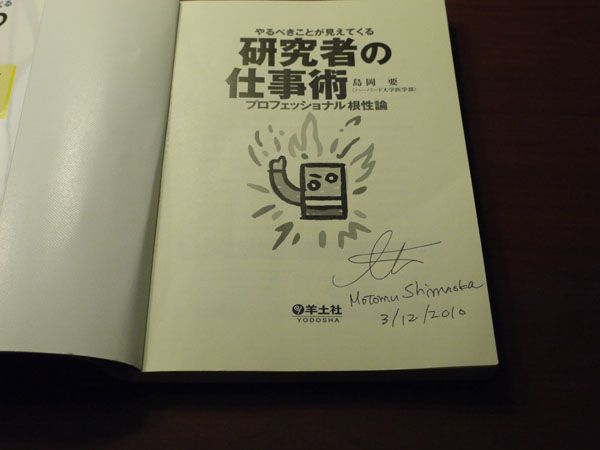 やるべきことが見えてくる
研究者の
仕事術
島岡 要
(ハーバード大学医学部)
プロフェッショナル根性論
Motomu Shimaoka
3/12/2010
羊土社
YODOSHA